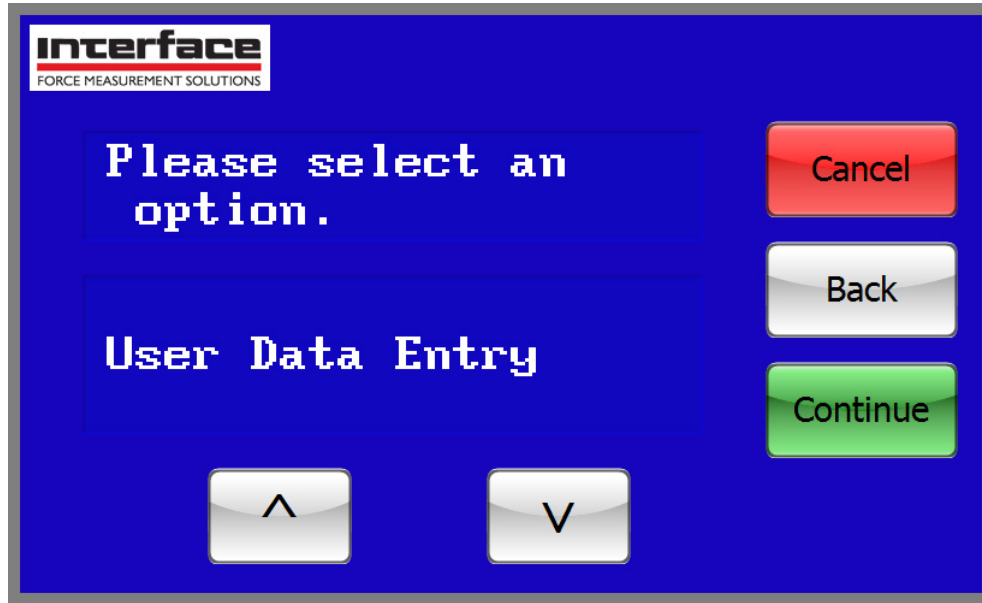 Interface
FORCE MEASUREMENT SOLUTIONS
Please select an
option.
Cancel
Back
User Data Entry
Continue
^
v